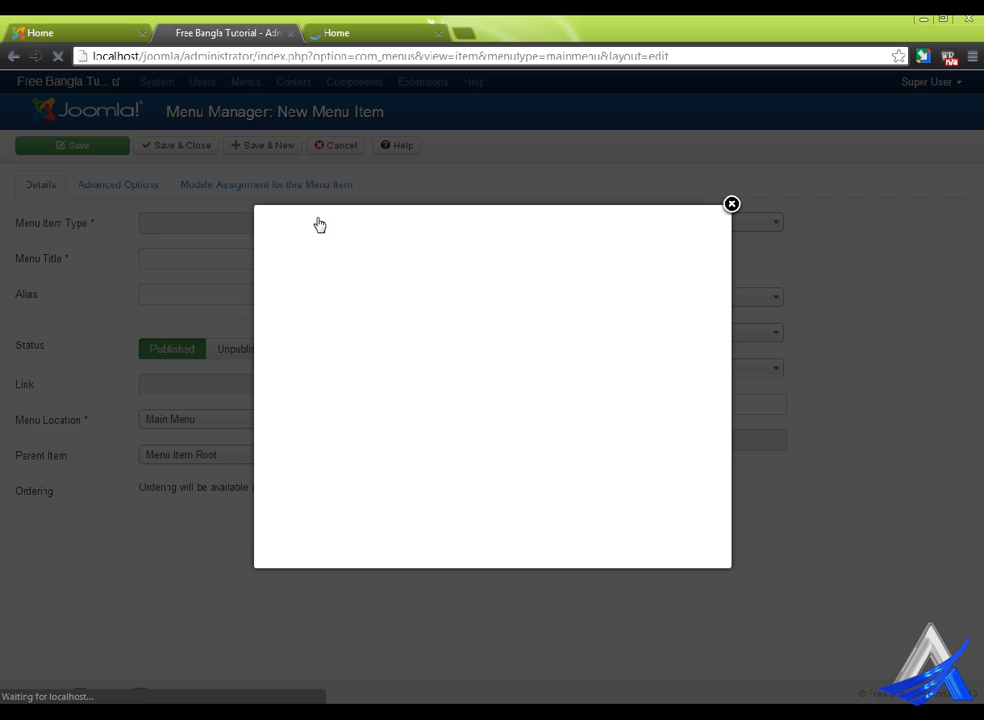 Home
Free Bangla Tutorial - Adn
Home
localhost/joomla/administrator/index.php?option=com_menus&view=item&menutype=mainmenu&layout=edit
Free Bangla Tu... System Users Menus Content Components Extensions Help Super User
Joomla! Menu Manager: New Menu Item
Save Save & Close Save & New Cancel Help
Details Advanced Options Module Assignment for this Menu Item
Menu Item Type *
Menu Title *
Alias
Status Published Unpublis
Link
Menu Location * Main Menu
Parent Item Menu Item Root
Ordering Ordering will be available
Waiting for localhost...